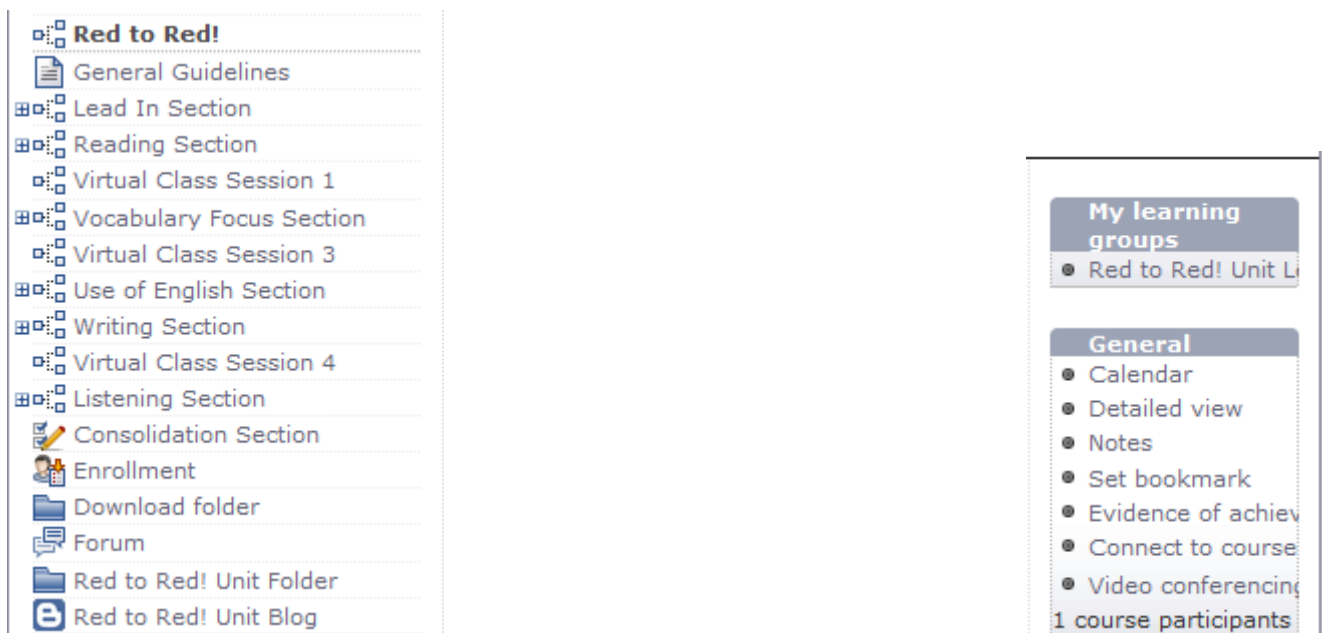 Red to Red!
General Guidelines
Lead In Section
Reading Section
Virtual Class Session 1
Vocabulary Focus Section
Virtual Class Session 3
Use of English Section
Writing Section
Virtual Class Session 4
Listening Section
Consolidation Section
Enrollment
Download folder
Forum
Red to Red! Unit Folder
Red to Red! Unit Blog
My learning
groups
Red to Red! Unit
General
Calendar
Detailed view
Notes
Set bookmark
Evidence of achiev
Connect to course
Video conferencing
1 course participants